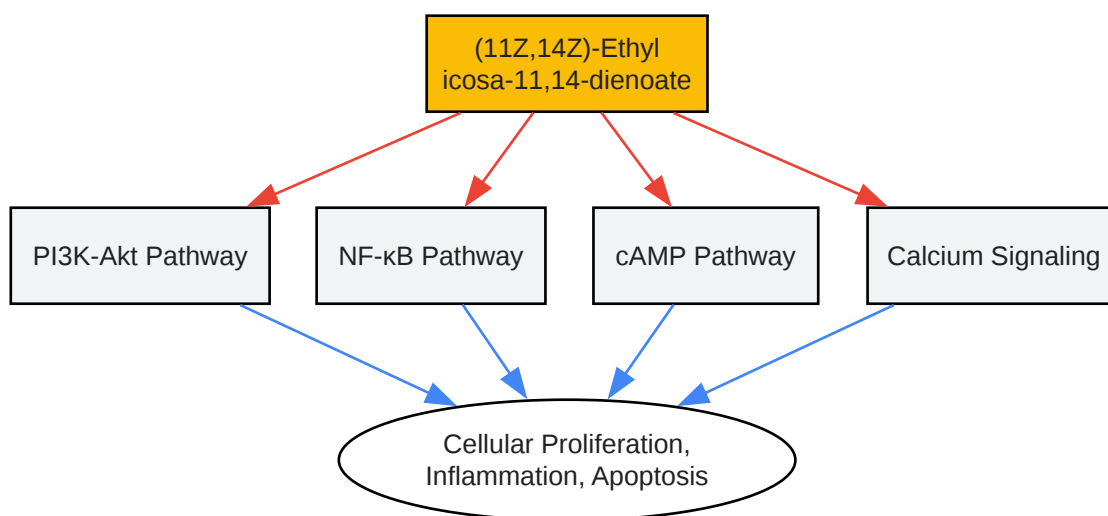 (11Z,14Z)-Ethyl
icosa-11,14-dienoate
PI3K-Akt Pathway
NF-κB Pathway
cAMP Pathway
Calcium Signaling
Cellular Proliferation,
Inflammation, Apoptosis